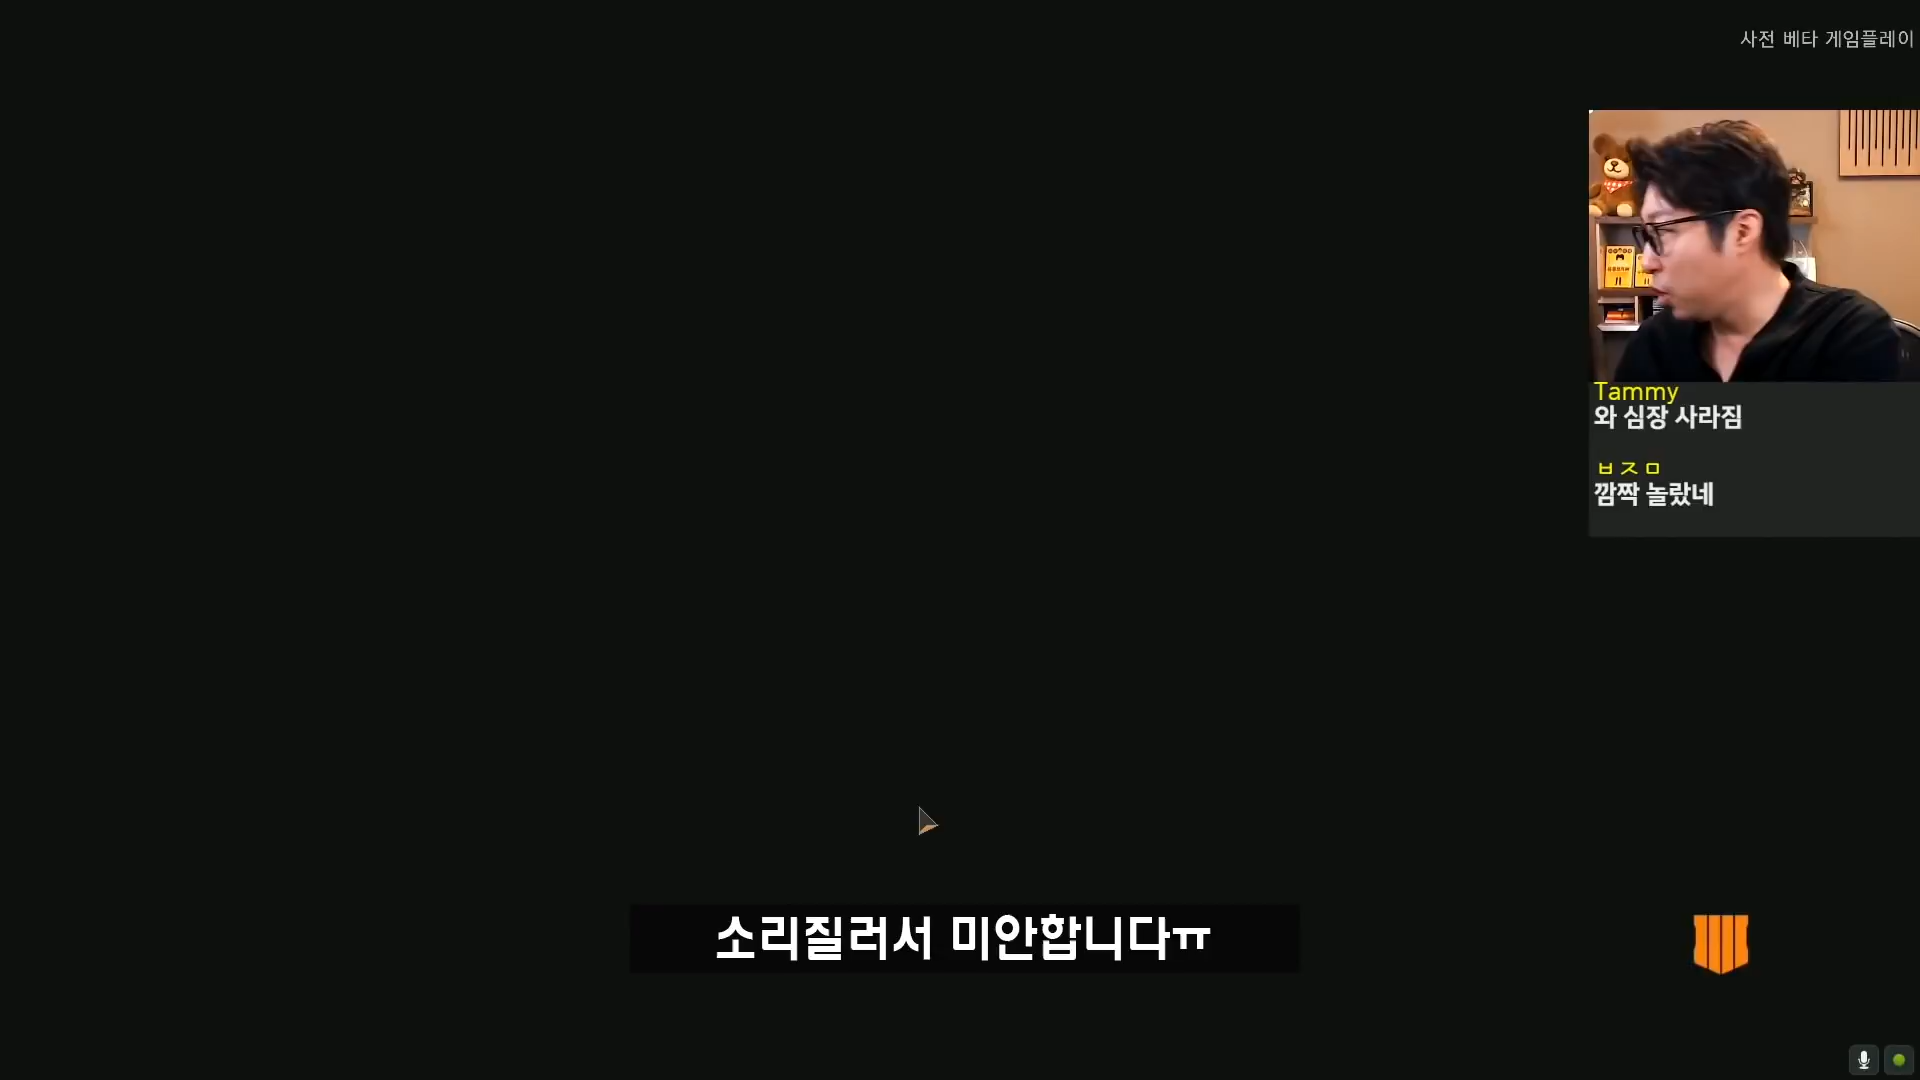 사전 베타 게임플레이
Tammy
와 심장 사라짐
ㅂㅈㅁ
깜짝 놀랐네
소리질러서 미안합니다ㅠ